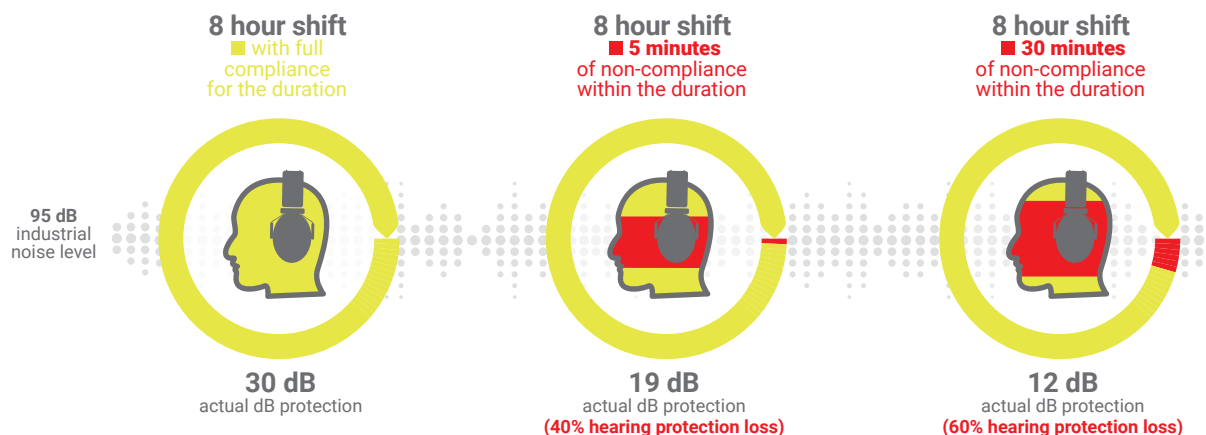 8 hour shift
with full
compliance
for the duration
8 hour shift
5 minutes
of non-compliance
within the duration
8 hour shift
30 minutes
of non-compliance
within the duration
95 dB
industrial
noise level
30 dB
actual dB protection
19 dB
actual dB protection
(40% hearing protection loss)
12 dB
actual dB protection
(60% hearing protection loss)